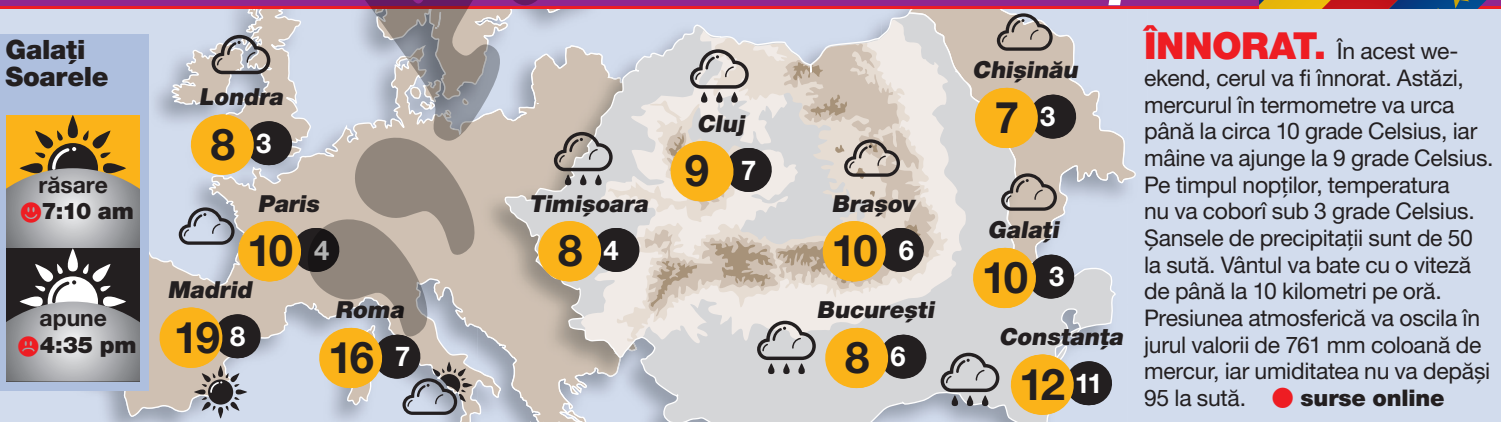 Galați
Soarele
răsare
7:10 am
apune
4:35 pm
Londra
8 3
Paris
10 4
Madrid
19 8
Roma
16 7
Timișoara
8 4
Cluj
9 7
Brașov
10 6
București
8 6
Chișinău
7 3
Galați
10 3
Constanța
12 11
ÎNNORAT. În acest we-
ekend, cerul va fi înnorat. Astăzi,
mercurul în termometre va urca
până la circa 10 grade Celsius, iar
mâine va ajunge la 9 grade Celsius.
Pe timpul nopților, temperatura
nu va coborî sub 3 grade Celsius.
Șansele de precipitații sunt de 50
la sută. Vântul va bate cu o viteză
de până la 10 kilometri pe oră.
Presiunea atmosferică va oscila în
jurul valorii de 761 mm coloană de
mercur, iar umiditatea nu va depăși
95 la sută. surse online